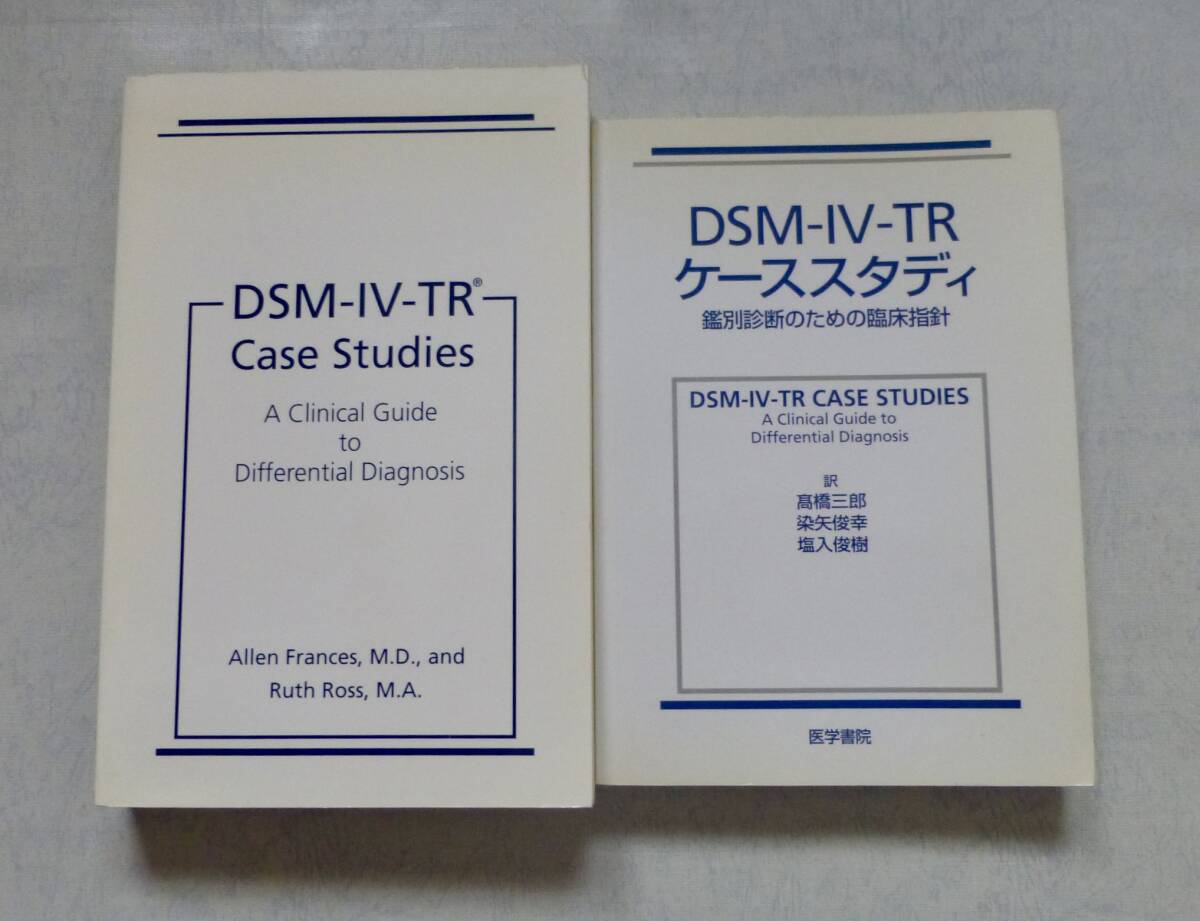 DSM-IV-TR®
Case Studies
A Clinical Guide
to
Differential Diagnosis
Allen Frances, M.D., and
Ruth Ross, M.A.
DSM-IV-TR
ケーススタディ
鑑別診断のための臨床指針
DSM-IV-TR CASE STUDIES
A Clinical Guide to
Differential Diagnosis
訳
髙橋三郎
染矢俊幸
塩入俊樹
医学書院